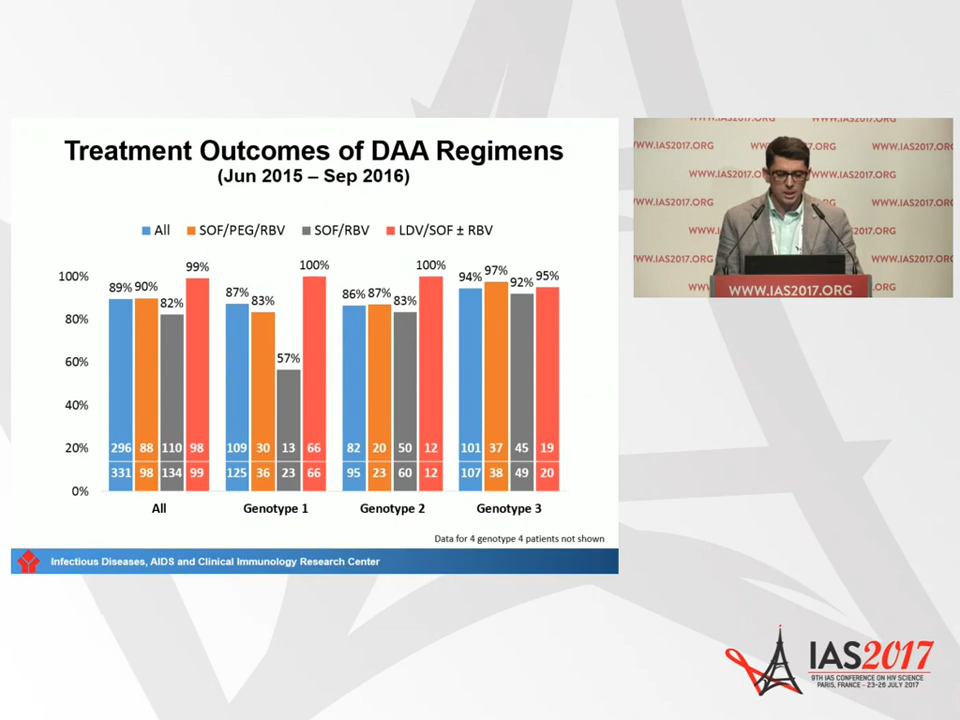 Treatment Outcomes of DAA Regimens
(Jun 2015 – Sep 2016)
All SOF/PEG/RBV SOF/RBV LDV/SOF ± RBV
100%
80%
60%
40%
20%
0%
89% 90% 82% 99%
87% 83% 57% 100%
86% 87% 83% 100%
94% 97% 92% 95%
296 88 110 98 109 30 13 66 82 20 50 12 101 37 45 19
331 98 134 99 125 36 23 66 95 23 60 12 107 38 49 20
All Genotype 1 Genotype 2 Genotype 3
Data for 4 genotype 4 patients not shown
Infectious Diseases, AIDS and Clinical Immunology Research Center
WWW.IAS2017.ORG
IAS2017
9TH IAS CONFERENCE ON HIV SCIENCE
PARIS, FRANCE - 23-26 JULY 2017